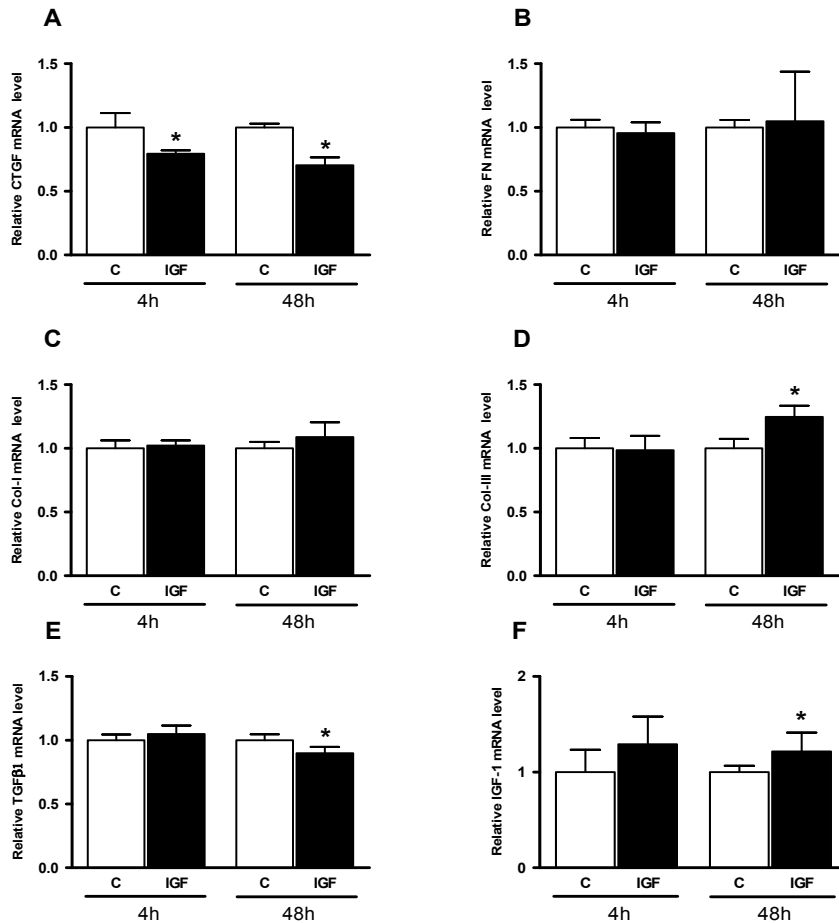 A
Relative CTGF mRNA level
1.5
1.0
0.5
0.0
*
*
C IGF C IGF
4h 48h
B
Relative FN mRNA level
1.5
1.0
0.5
0.0
C IGF C IGF
4h 48h
C
Relative Col-I mRNA level
1.5
1.0
0.5
0.0
C IGF C IGF
4h 48h
D
Relative Col-III mRNA level
1.5
1.0
0.5
0.0
*
C IGF C IGF
4h 48h
E
Relative TGFβ1 mRNA level
1.5
1.0
0.5
0.0
*
C IGF C IGF
4h 48h
F
Relative IGF-1 mRNA level
2
1
0
*
C IGF C IGF
4h 48h